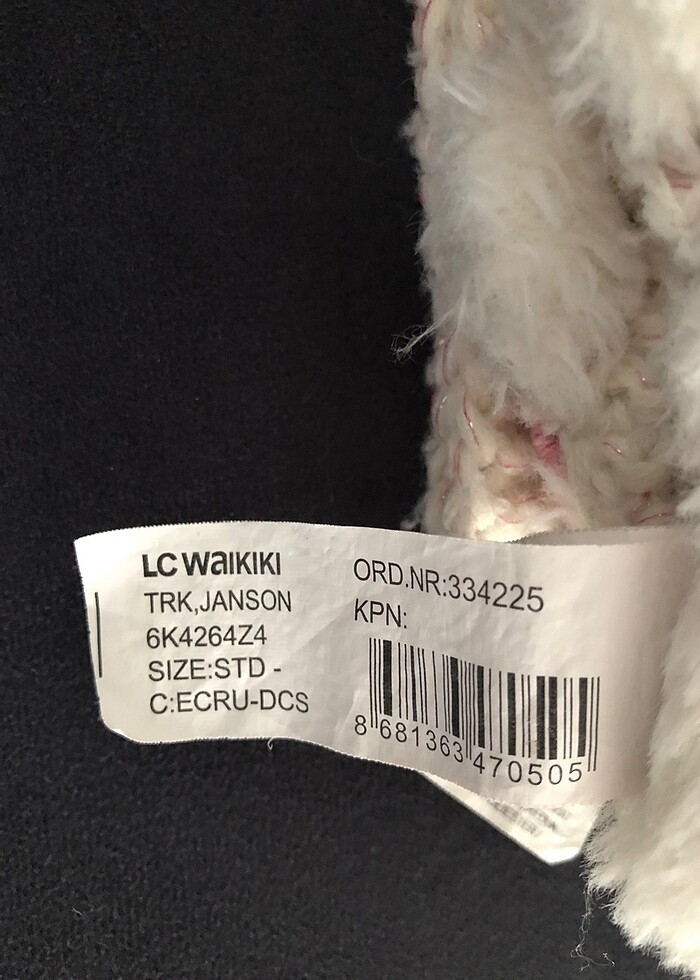 LC WAIKIKI
TRK,JANSON
6K4264Z4
SIZE:STD -
C:ECRU-DCS
ORD.NR:334225
KPN:
8 681363 470505